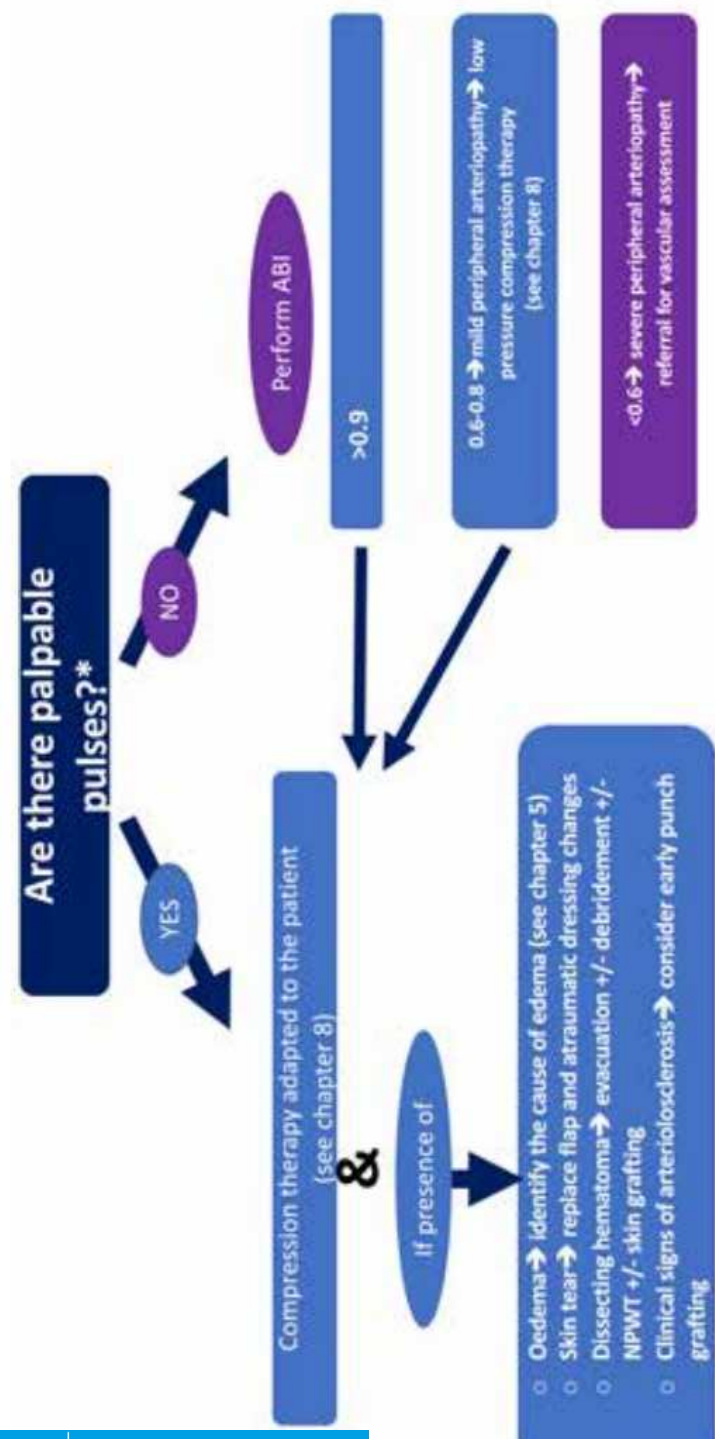 Are there palpable
pulses?*
YES
NO
Compression therapy adapted to the patient
(see chapter 8)
&
If presence of
○ Oedema➔ identify the cause of edema (see chapter 5)
○ Skin tear➔ replace flap and atraumatic dressing changes
○ Dissecting hematoma➔ evacuation +/- debridement +/-
NPWT +/- skin grafting
○ Clinical signs of arteriolosclerosis➔ consider early punch
grafting
Perform ABI
>0.9
0.6-0.8 ➔mild peripheral arteriopathy➔ low
pressure compression therapy
(see chapter 8)
<0.6➔ severe peripheral arteriopathy➔
referral for vascular assessment